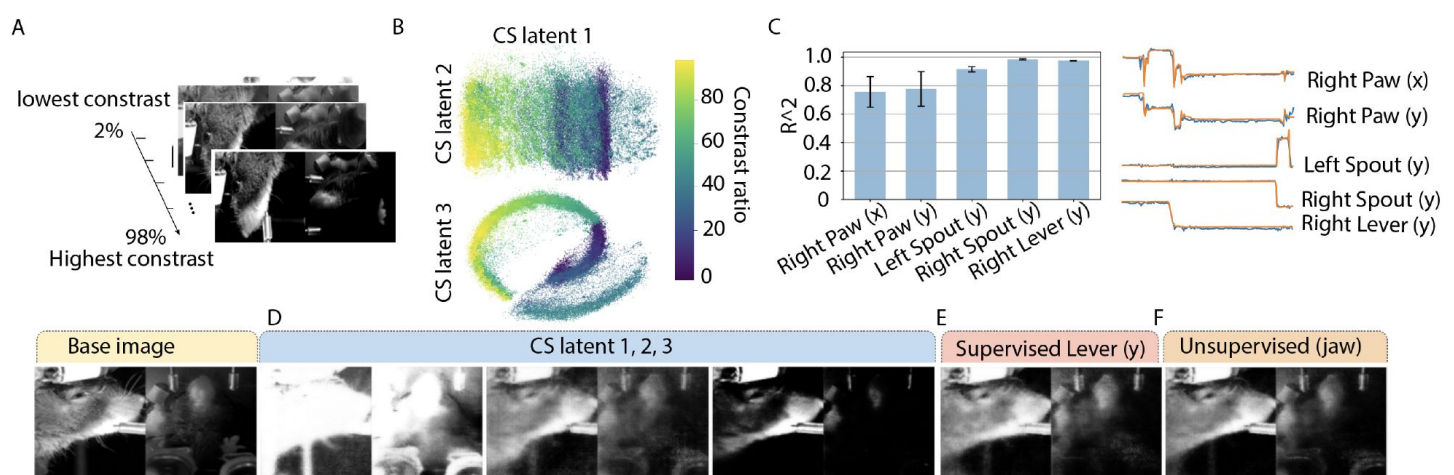 A
lowest constrast
2%
98%
Highest constrast
B
CS latent 1
CS latent 2
CS latent 3
80
60
40
20
0
Constrast ratio
C
R^2
1.0
0.8
0.6
0.4
0.2
0
Right Paw (x)
Right Paw (y)
Left Spout (y)
Right Spout (y)
Right Lever (y)
Right Paw (x)
Right Paw (y)
Left Spout (y)
Right Spout (y)
Right Lever (y)
Base image
D
CS latent 1, 2, 3
E
Supervised Lever (y)
F
Unsupervised (jaw)